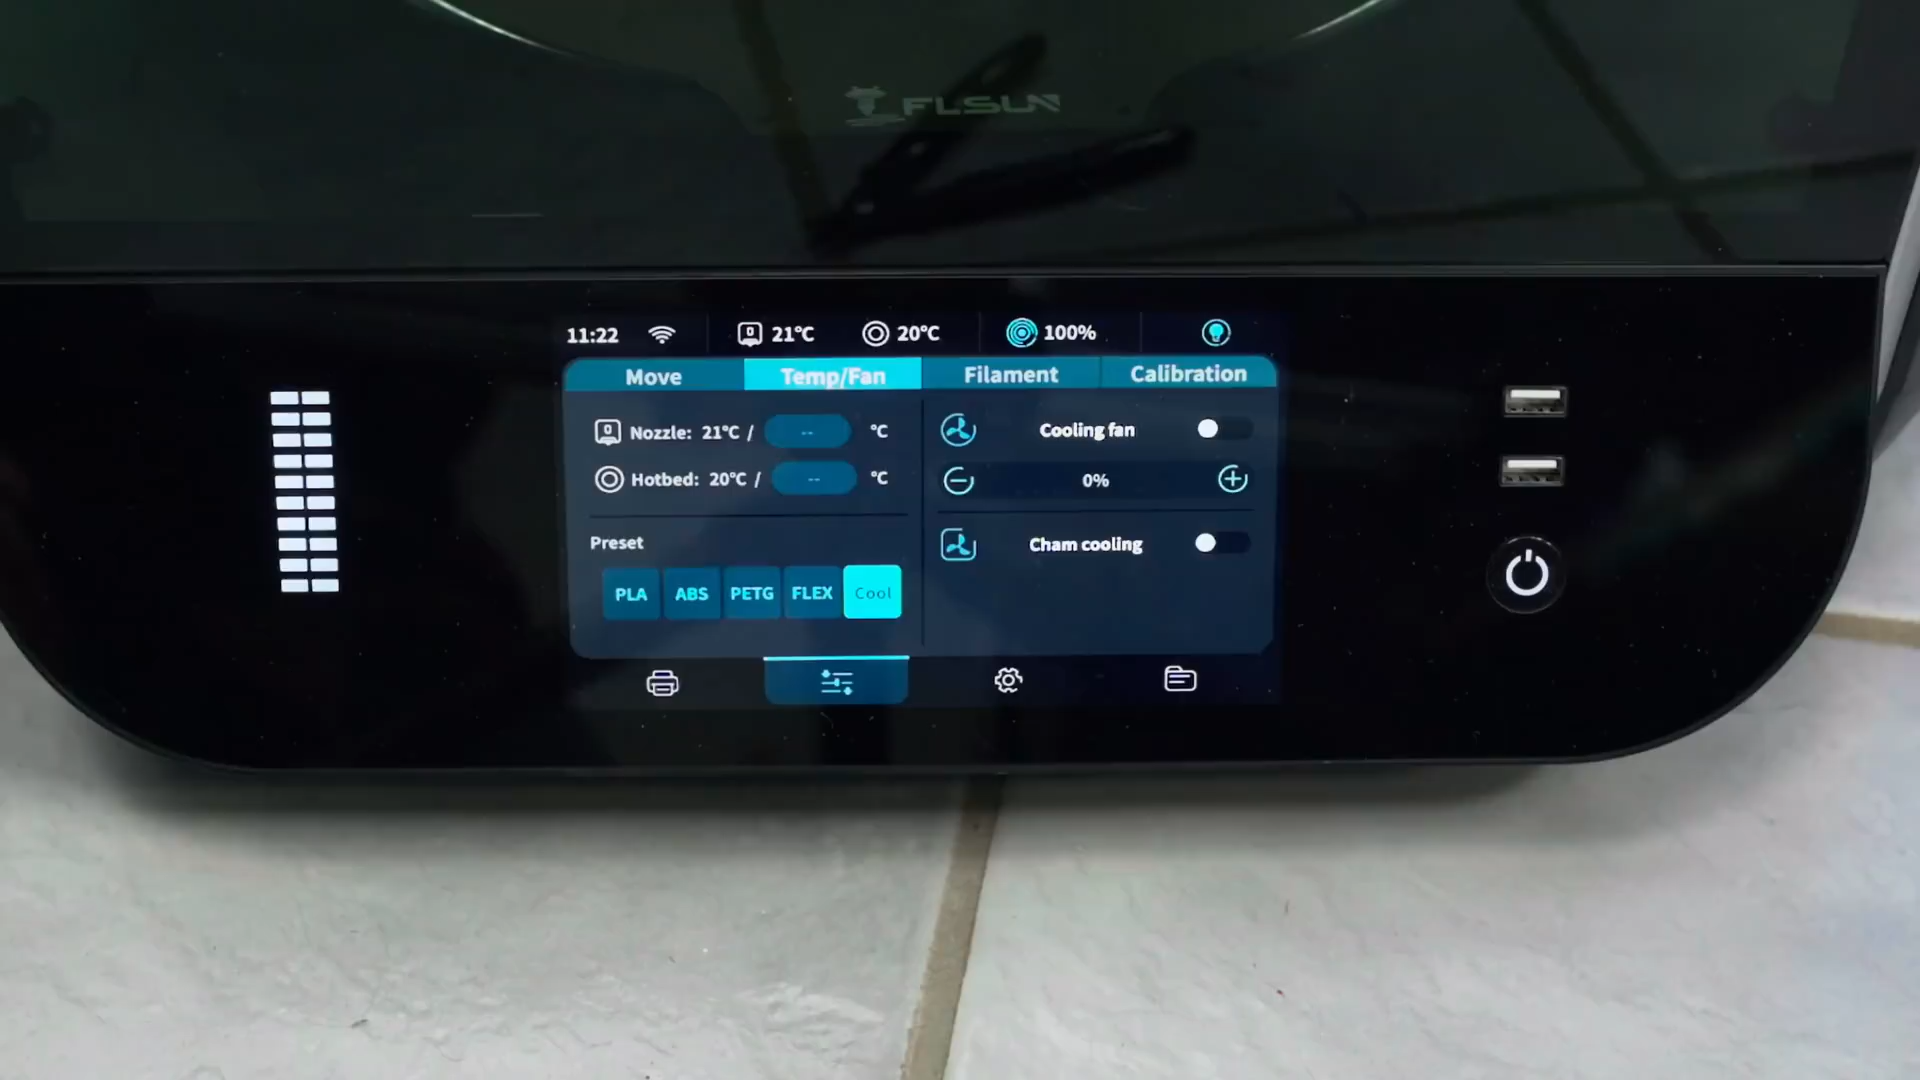 FLSUN
11:22 21°C 20°C 100%
Move Temp/Fan Filament Calibration
Nozzle: 21°C / -- °C
Hotbed: 20°C / -- °C
Preset
PLA ABS PETG FLEX Cool
Cooling fan
0%
Cham cooling